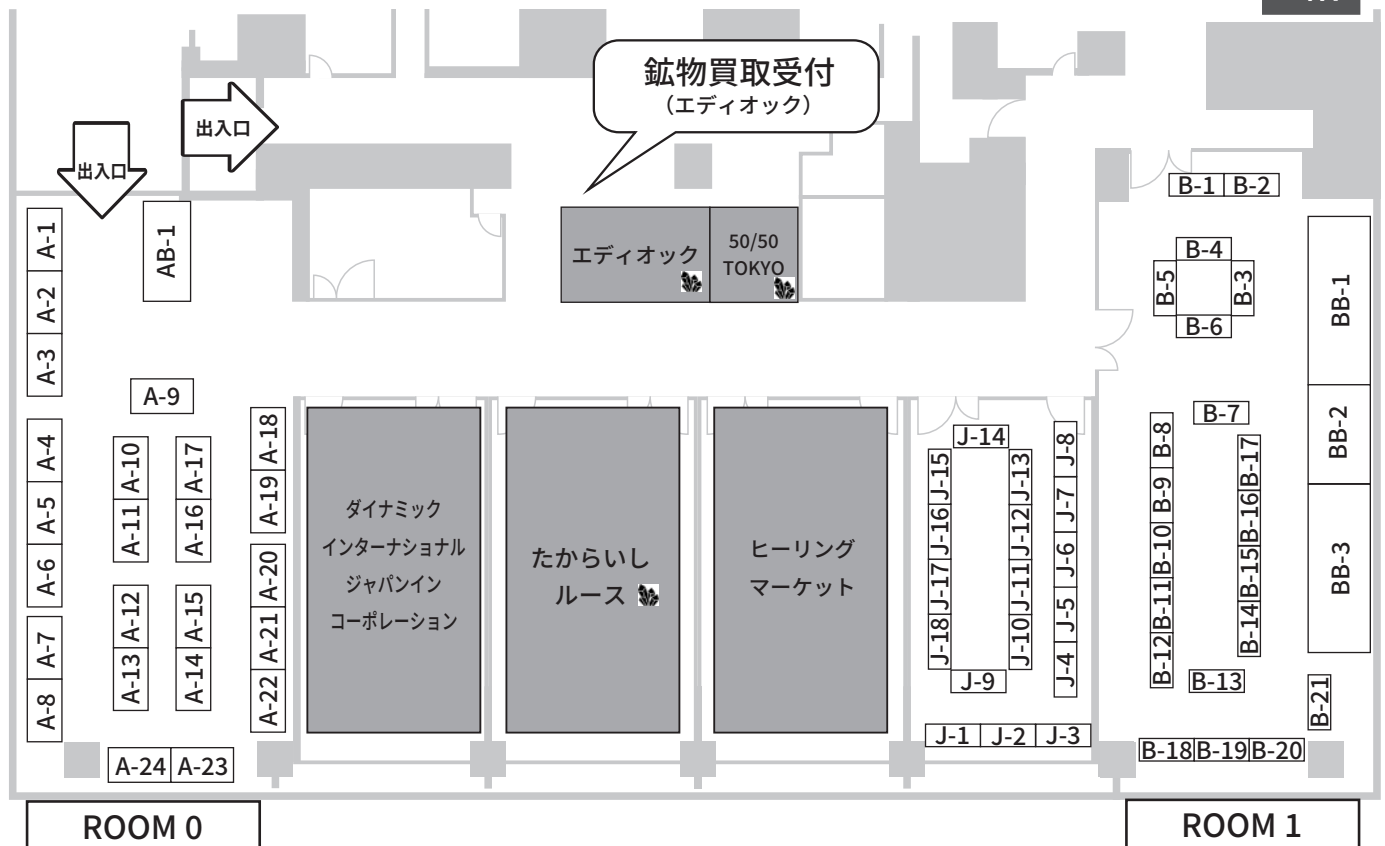 鉱物買取受付
（エディオック）
出入口
出入口
エディオック
50/50
TOKYO
AB-1
A-1
A-2
A-3
A-4
A-5
A-6
A-7
A-8
A-9
A-10
A-11
A-12
A-13
A-17
A-16
A-15
A-14
A-18
A-19
A-20
A-21
A-22
A-24
A-23
ダイナミック
インターナショナル
ジャパンイン
コーポレーション
たからいし
ルース
ヒーリング
マーケット
J-14
J-15
J-16
J-17
J-18
J-13
J-12
J-11
J-10
J-9
J-8
J-7
J-6
J-5
J-4
J-1
J-2
J-3
B-1
B-2
B-4
B-5
B-3
B-6
B-7
B-8
B-9
B-10
B-11
B-12
B-17
B-16
B-15
B-14
B-13
BB-1
BB-2
BB-3
B-21
B-18
B-19
B-20
ROOM 0
ROOM 1